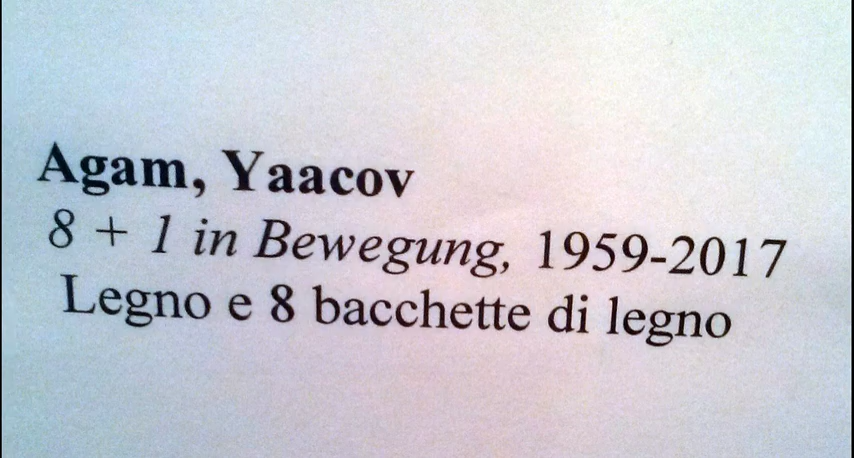 Agam, Yaacov
8 + 1 in Bewegung, 1959-2017
Legno e 8 bacchette di legno